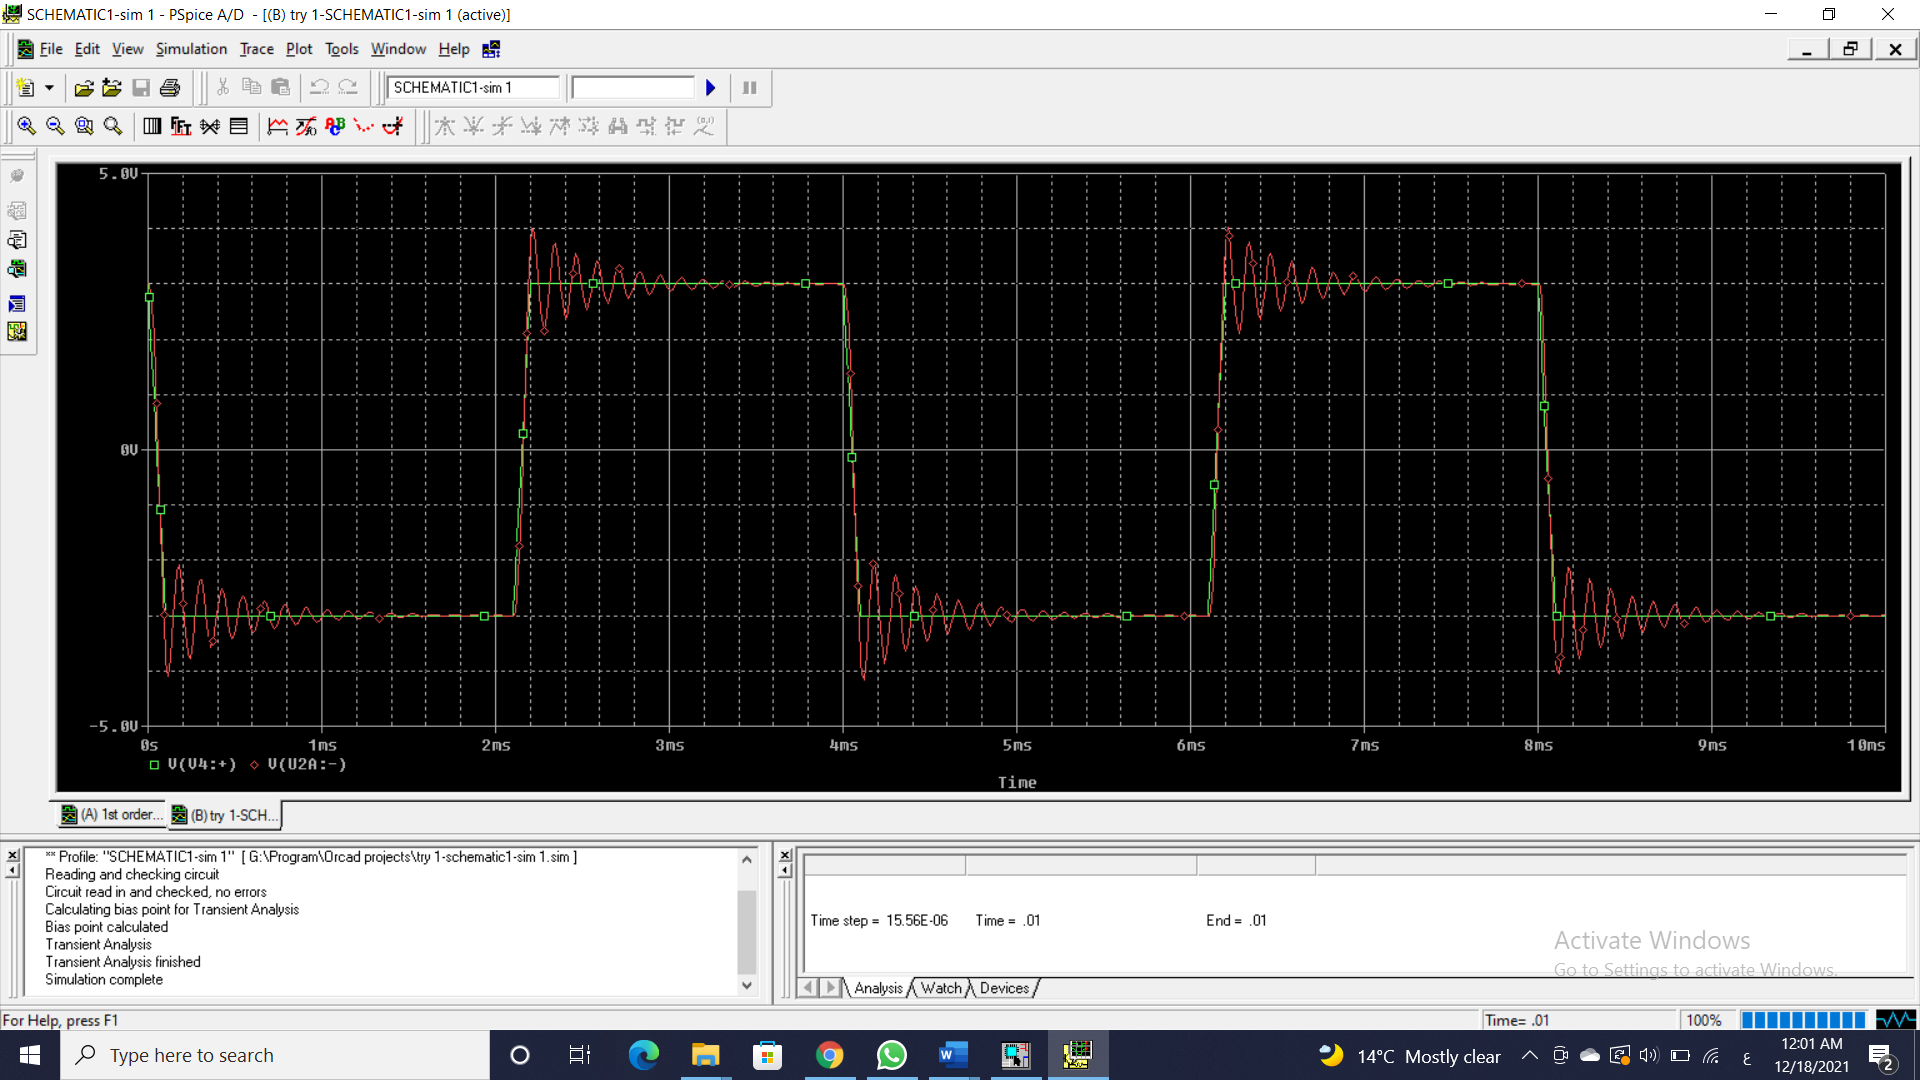 SCHEMATIC1-sim 1 - PSpice A/D - [(B) try 1-SCHEMATIC1-sim 1 (active)]
File Edit View Simulation Trace Plot Tools Window Help
SCHEMATIC1-sim 1
5.0V
0V
-5.0V
0s 1ms 2ms 3ms 4ms 5ms 6ms 7ms 8ms 9ms 10ms
V(V4:+) V(U2A:-)
Time
(A) 1st order... (B) try 1-SCH...
** Profile: "SCHEMATIC1-sim 1" [ G:\Program\Orcad projects\try 1-schematic1-sim 1.sim ]
Reading and checking circuit
Circuit read in and checked, no errors
Calculating bias point for Transient Analysis
Bias point calculated
Transient Analysis
Transient Analysis finished
Simulation complete
Time step = 15.56E-06 Time = .01 End = .01
Activate Windows
Go to Settings to activate Windows.
Analysis Watch Devices
For Help, press F1
Time= .01 100%
Type here to search
14°C Mostly clear
ع
12:01 AM
12/18/2021
2